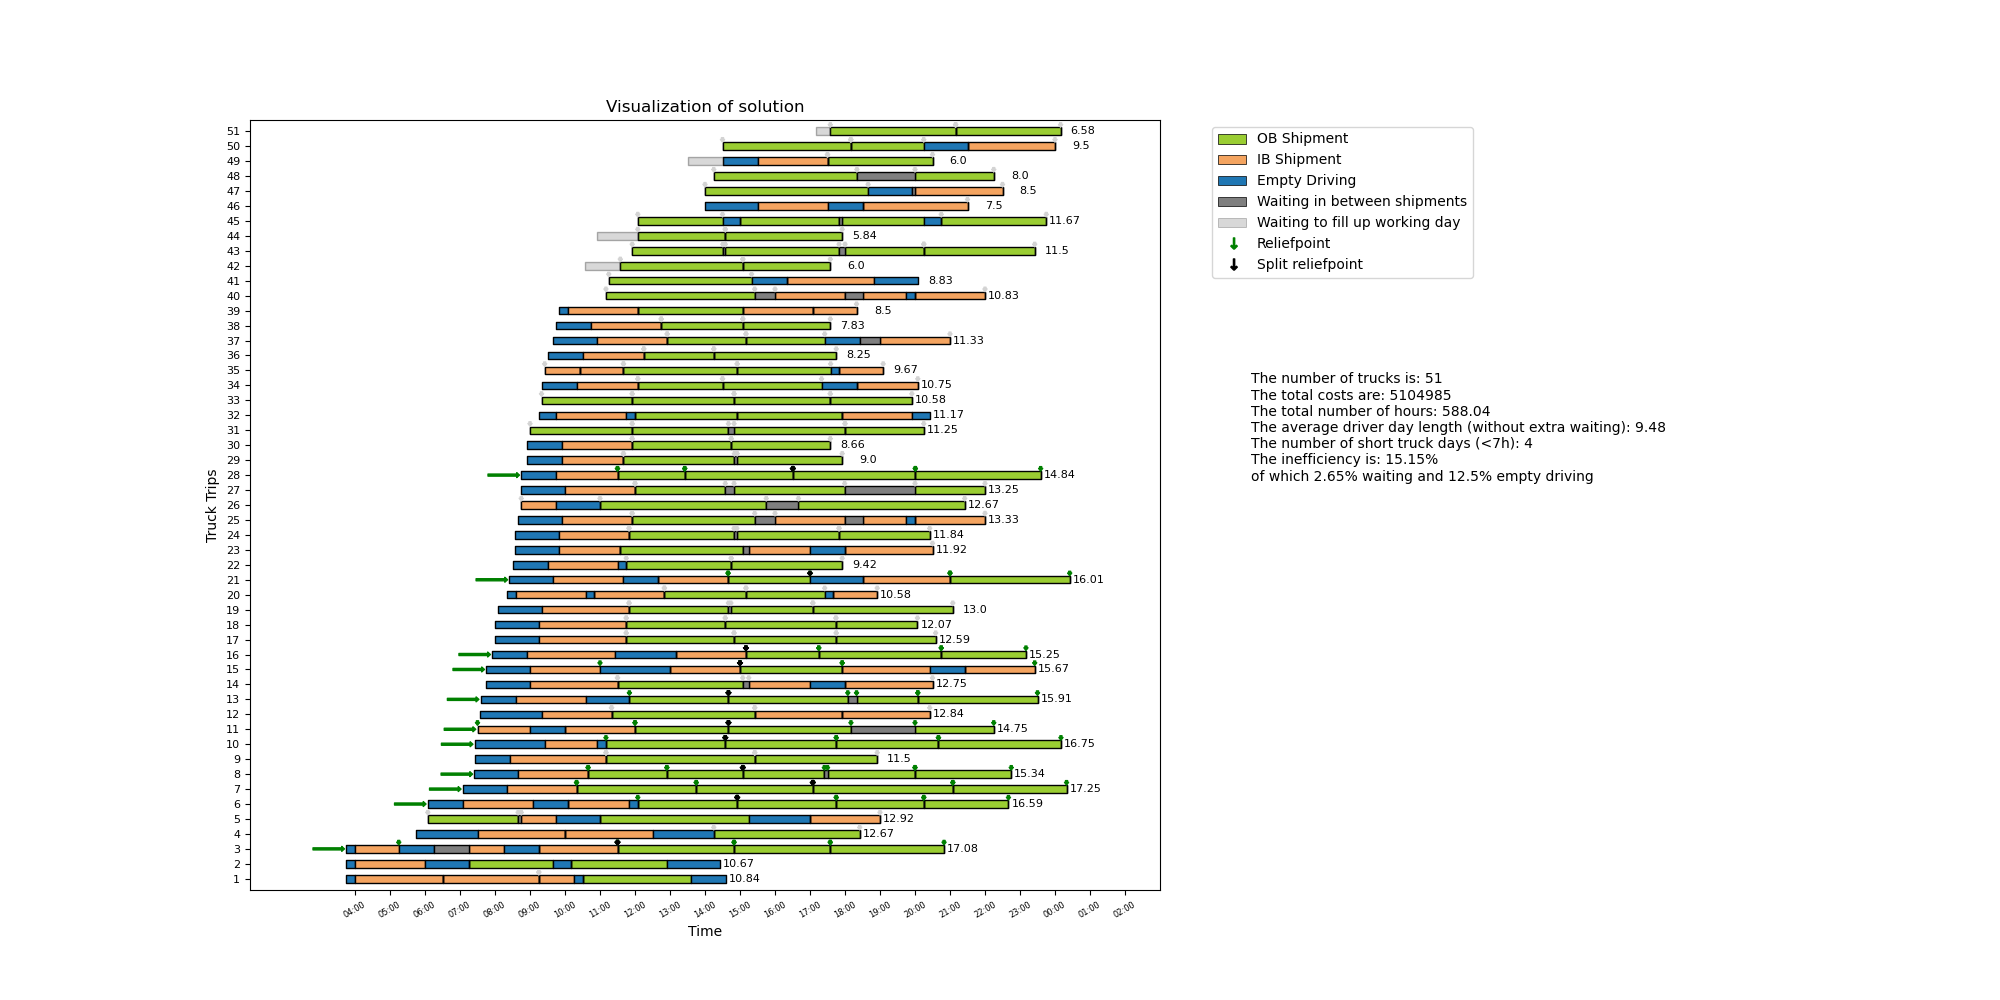 Visualization of solution
51 6.58
50 9.5
49 6.0
48 8.0
47 8.5
46 7.5
45 11.67
44 5.84
43 11.5
42 6.0
41 8.83
40 10.83
39 8.5
38 7.83
37 11.33
36 8.25
35 9.67
34 10.75
33 10.58
32 11.17
31 11.25
30 8.66
29 9.0
28 14.84
27 13.25
26 12.67
25 13.33
24 11.84
23 11.92
22 9.42
21 16.01
20 10.58
19 13.0
18 12.07
17 12.59
16 15.25
15 15.67
14 12.75
13 15.91
12 12.84
11 14.75
10 16.75
9 11.5
8 15.34
7 17.25
6 16.59
5 12.92
4 12.67
3 17.08
2 10.67
1 10.84
Truck Trips
04:00 05:00 06:00 07:00 08:00 09:00 10:00 11:00 12:00 13:00 14:00 15:00 16:00 17:00 18:00 19:00 20:00 21:00 22:00 23:00 00:00 01:00 02:00
Time
OB Shipment
IB Shipment
Empty Driving
Waiting in between shipments
Waiting to fill up working day
Reliefpoint
Split reliefpoint
The number of trucks is: 51
The total costs are: 5104985
The total number of hours: 588.04
The average driver day length (without extra waiting): 9.48
The number of short truck days (<7h): 4
The inefficiency is: 15.15%
of which 2.65% waiting and 12.5% empty driving